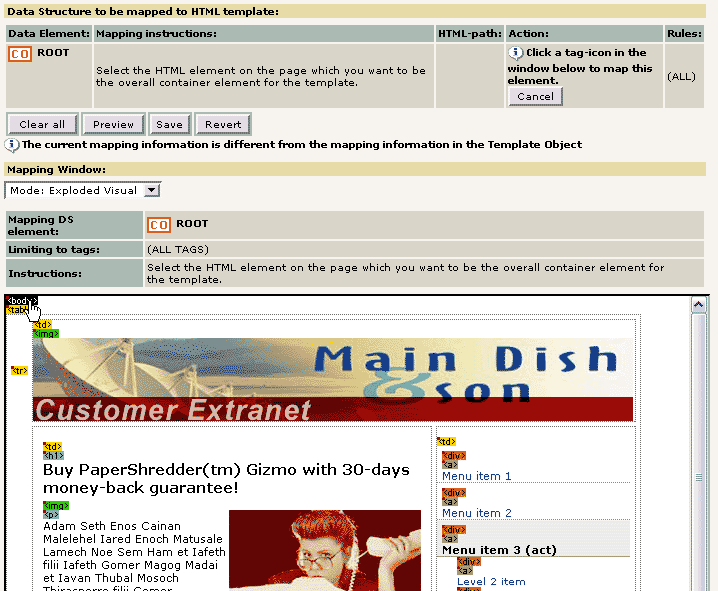 Data Structure to be mapped to HTML template:
Data Element: Mapping instructions: HTML-path: Action: Rules:
CO ROOT
Select the HTML element on the page which you want to be
the overall container element for the template.
Click a tag-icon in the
window below to map this
element.
Cancel
(ALL)
Clear all Preview Save Revert
The current mapping information is different from the mapping information in the Template Object
Mapping Window:
Mode: Exploded Visual
Mapping DS
element:
CO ROOT
Limiting to tags: (ALL TAGS)
Instructions:
Select the HTML element on the page which you want to be the overall container element for
the template.
<body>
<td>
<img>
<tr>
Main Dish
& son
Customer Extranet
<td>
<h1>
Buy PaperShredder(tm) Gizmo with 30-days
money-back guarantee!
<img>
<p>
Adam Seth Enos Cainan
Malelehel Iared Enoch Matusale
Lamech Noe Sem Ham et Iafeth
filii Iafeth Gomer Magog Madai
et Iavan Thubal Mosoch
<td>
<div>
<a>
Menu item 1
<div>
<a>
Menu item 2
<div>
<a>
Menu item 3 (act)
<div>
<a>
Level 2 item